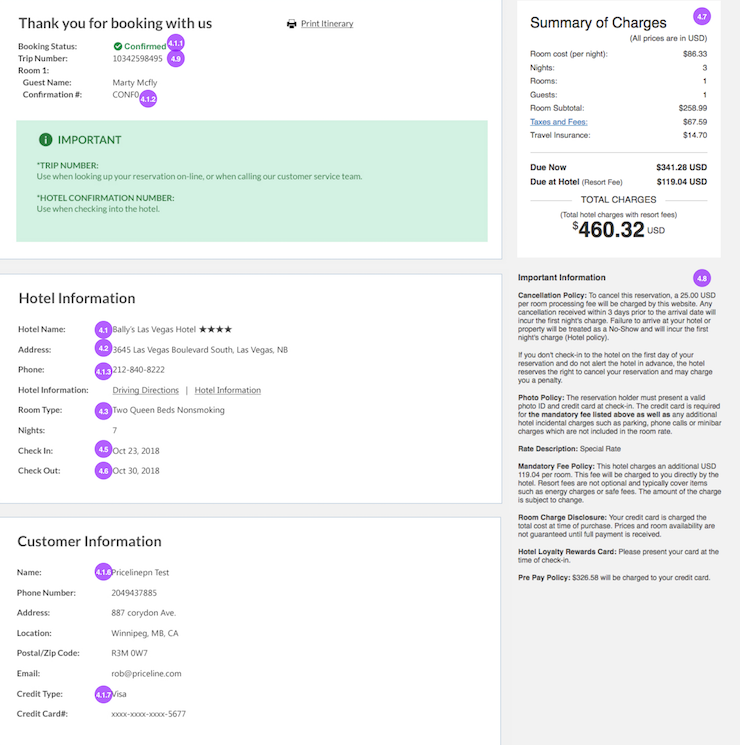 Thank you for booking with us
Print Itinerary
Booking Status: Confirmed 4.1.1
Trip Number: 10342598495 4.9
Room 1:
Guest Name: Marty Mcfly
Confirmation #: CONF0 4.1.2
IMPORTANT
*TRIP NUMBER:
Use when looking up your reservation on-line, or when calling our customer service team.
*HOTEL CONFIRMATION NUMBER:
Use when checking into the hotel.
Hotel Information
Hotel Name: 4.1 Bally's Las Vegas Hotel ★★★★
Address: 4.2 3645 Las Vegas Boulevard South, Las Vegas, NB
Phone: 4.1.3 212-840-8222
Hotel Information: Driving Directions | Hotel Information
Room Type: 4.3 Two Queen Beds Nonsmoking
Nights: 7
Check In: 4.5 Oct 23, 2018
Check Out: 4.6 Oct 30, 2018
Customer Information
Name: 4.1.6 Pricelinepn Test
Phone Number: 2049437885
Address: 887 corydon Ave.
Location: Winnipeg, MB, CA
Postal/Zip Code: R3M 0W7
Email: rob@priceline.com
Credit Type: 4.1.7 Visa
Credit Card#: xxxx-xxxx-xxxx-5677
Summary of Charges 4.7
(All prices are in USD)
Room cost (per night): $86.33
Nights: 3
Rooms: 1
Guests: 1
Room Subtotal: $258.99
Taxes and Fees: $67.59
Travel Insurance: $14.70
Due Now $341.28 USD
Due at Hotel (Resort Fee) $119.04 USD
TOTAL CHARGES
(Total hotel charges with resort fees)
$460.32 USD
Important Information 4.8
Cancellation Policy: To cancel this reservation, a 25.00 USD
per room processing fee will be charged by this website. Any
cancellation received within 3 days prior to the arrival date will
incur the first night's charge. Failure to arrive at your hotel or
property will be treated as a No-Show and will incur the first
night's charge (Hotel policy).
If you don't check-in to the hotel on the first day of your
reservation and do not alert the hotel in advance, the hotel
reserves the right to cancel your reservation and may charge
you a penalty.
Photo Policy: The reservation holder must present a valid
photo ID and credit card at check-in. The credit card is required
for the mandatory fee listed above as well as any additional
hotel incidental charges such as parking, phone calls or minibar
charges which are not included in the room rate.
Rate Description: Special Rate
Mandatory Fee Policy: This hotel charges an additional USD
119.04 per room. This fee will be charged to you directly by the
hotel. Resort fees are not optional and typically cover items
such as energy charges or safe fees. The amount of the charge
is subject to change.
Room Charge Disclosure: Your credit card is charged the
total cost at time of purchase. Prices and room availability are
not guaranteed until full payment is received.
Hotel Loyalty Rewards Card: Please present your card at the
time of check-in.
Pre Pay Policy: $326.58 will be charged to your credit card.